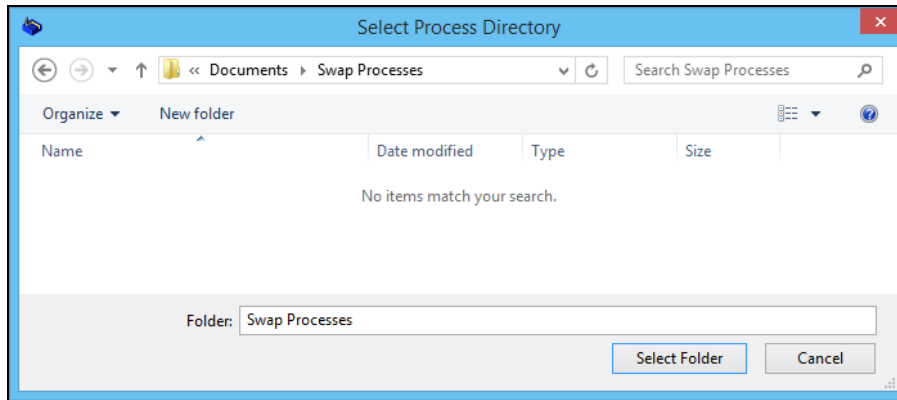 Select Process Directory
« Documents Swap Processes
Search Swap Processes
Organize New folder
Name Date modified Type Size
No items match your search.
Folder: Swap Processes
Select Folder Cancel